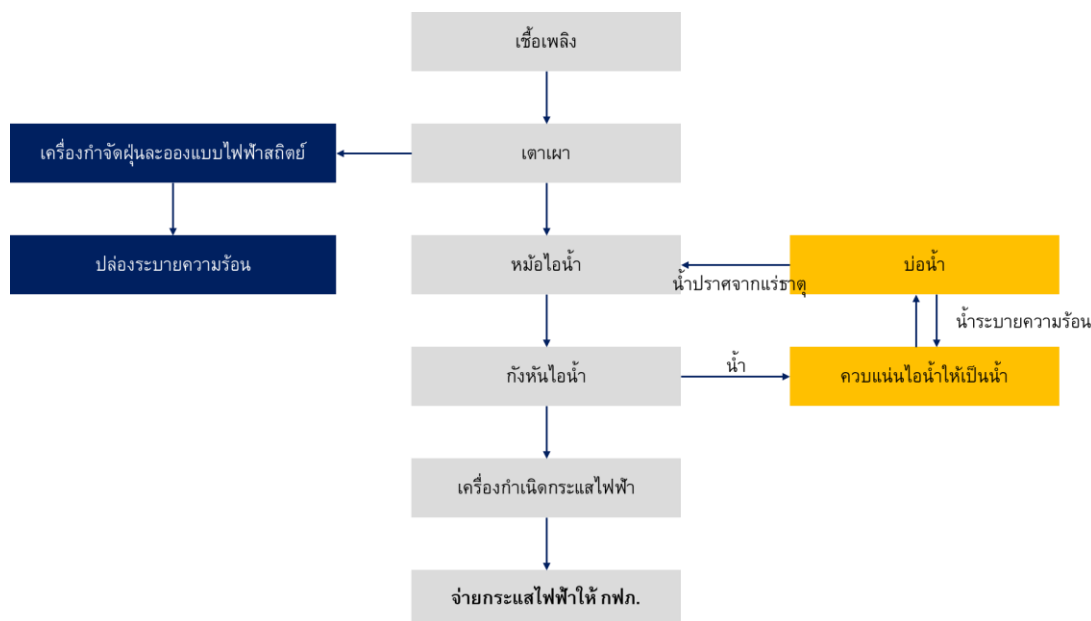 เชื้อเพลิง
เครื่องกำจัดฝุ่นละอองแบบไฟฟ้าสถิตย์
เตาเผา
ปล่องระบายความร้อน
หม้อไอน้ำ
น้ำปราศจากแร่ธาตุ
บ่อน้ำ
น้ำระบายความร้อน
กังหันไอน้ำ
น้ำ
ควบแน่นไอน้ำให้เป็นน้ำ
เครื่องกำเนิดกระแสไฟฟ้า
จ่ายกระแสไฟฟ้าให้ กฟภ.